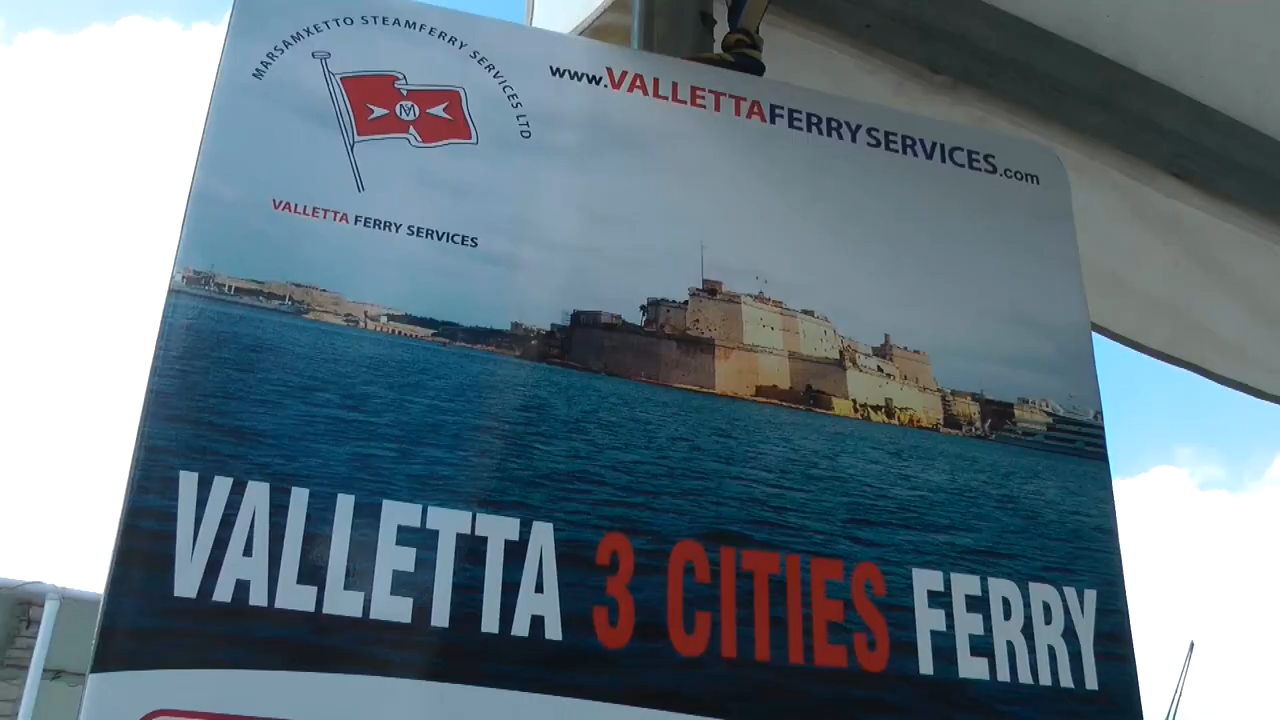 MARSAMXETTO STEAMFERRY SERVICES LTD
M
VALLETTA FERRY SERVICES
www.VALLETTAFERRYSERVICES.com
VALLETTA 3 CITIES FERRY